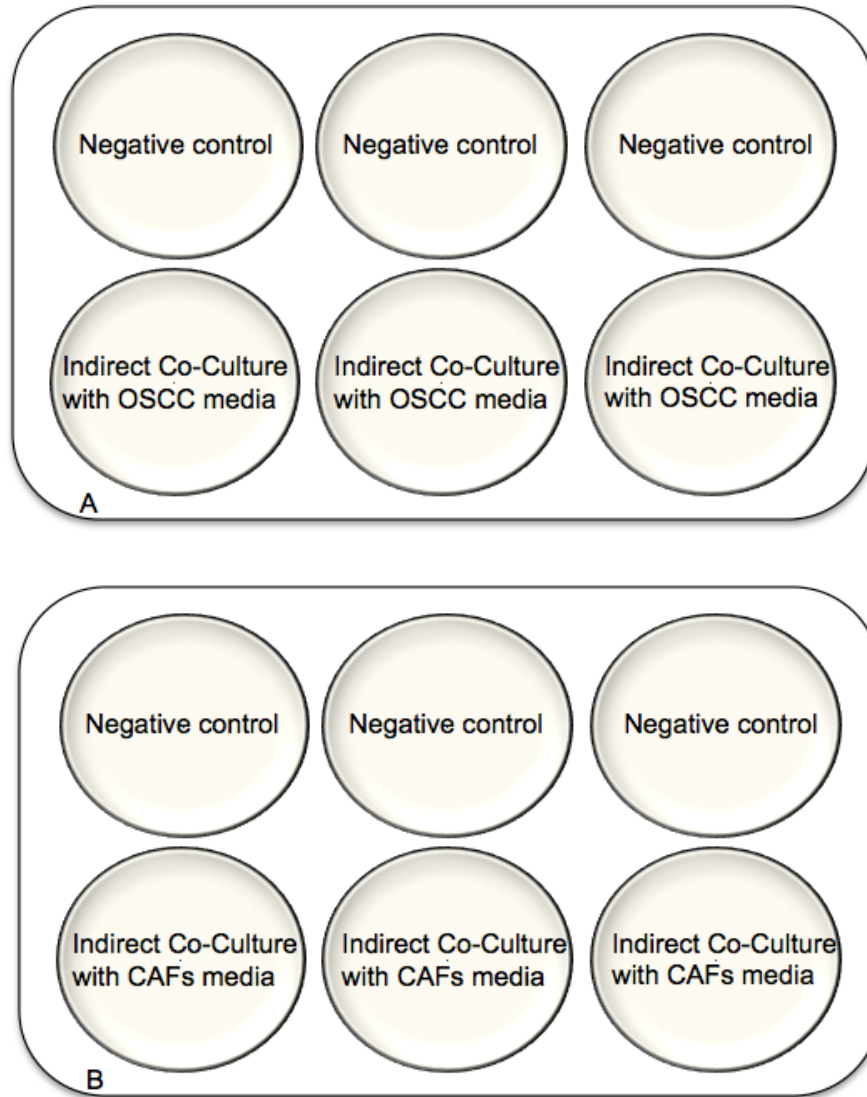 Negative control
Negative control
Negative control
Indirect Co-Culture
with OSCC media
Indirect Co-Culture
with OSCC media
Indirect Co-Culture
with OSCC media
A
Negative control
Negative control
Negative control
Indirect Co-Culture
with CAFs media
Indirect Co-Culture
with CAFs media
Indirect Co-Culture
with CAFs media
B